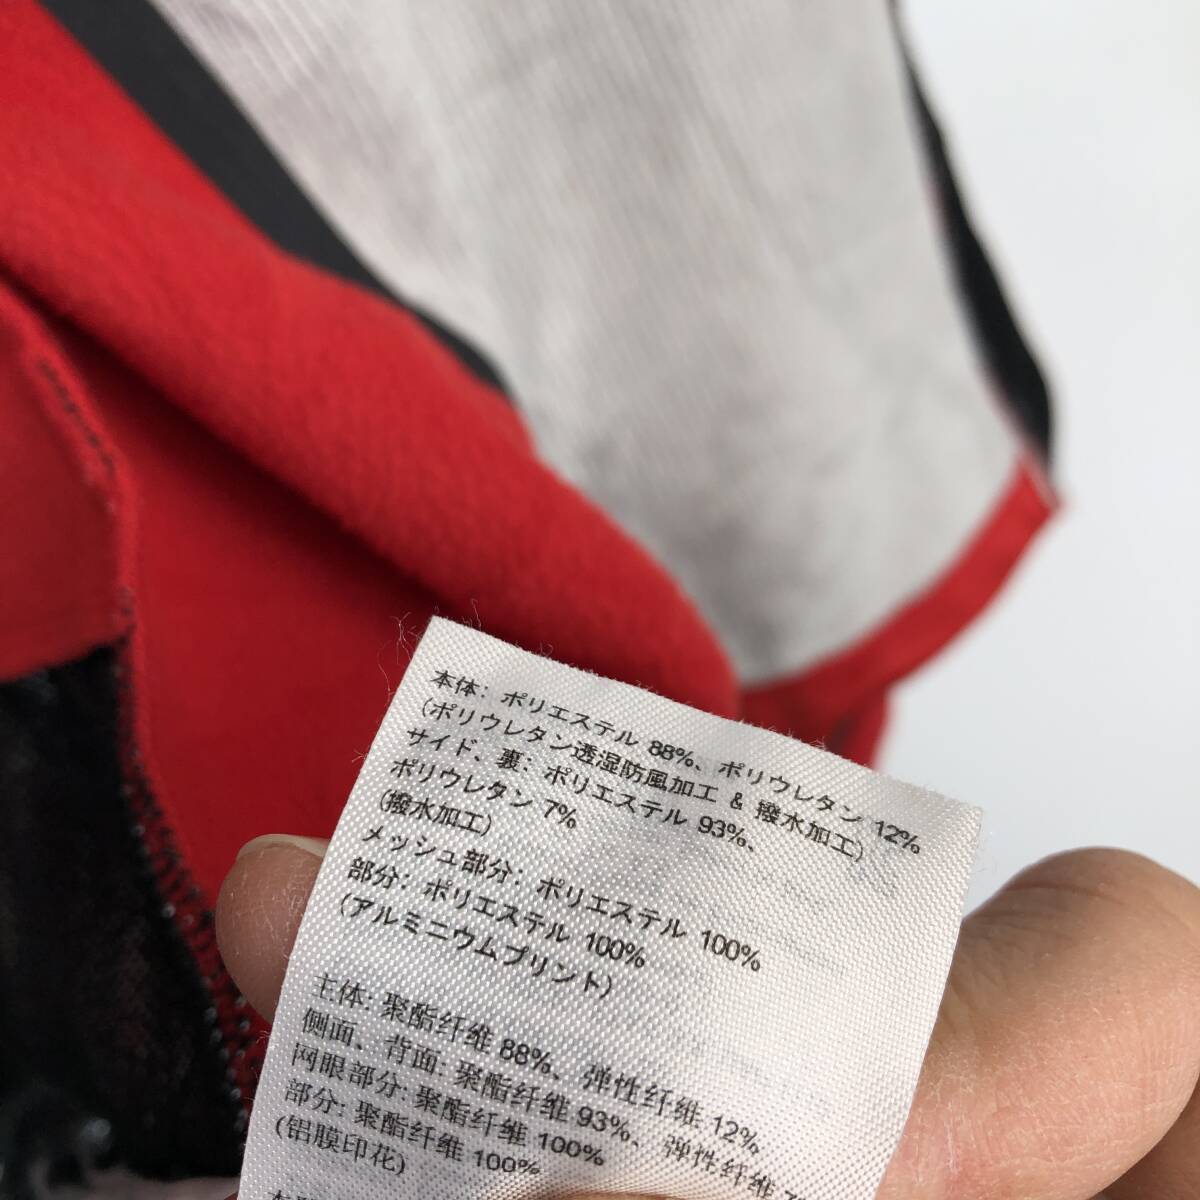 本体: ポリエステル 88%、ポリウレタン 12%
(ポリウレタン透湿防風加工 & 撥水加工)
サイド、裏: ポリエステル 93%、
ポリウレタン 7%
(撥水加工)
メッシュ部分: ポリエステル 100%
部分: ポリエステル 100%
(アルミニウムプリント)
主体: 聚酯纤维 88%、弹性纤维 12%
侧面、背面: 聚酯纤维 93%、弹性纤维 7%
网眼部分: 聚酯纤维 100%
部分: 聚酯纤维 100%
(铝膜印花)